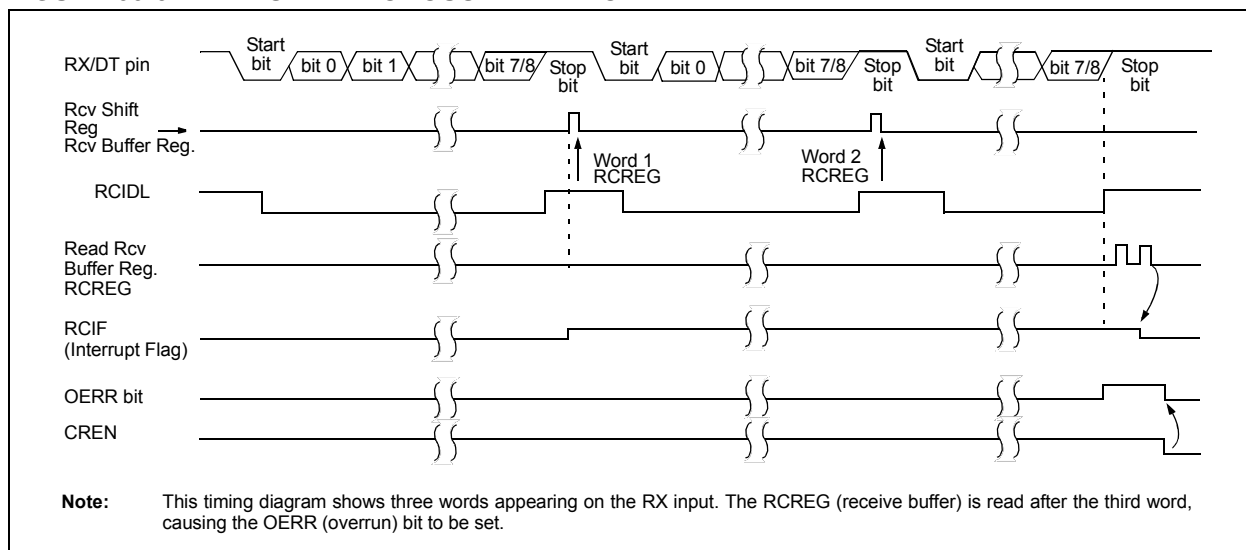 Start bit
bit 0
bit 1
bit 7/8
Stop bit
Start bit
bit 0
bit 7/8
Stop bit
Start bit
bit 7/8
Stop bit
RX/DT pin
Rcv Shift
Reg
Rcv Buffer Reg.
Word 1
RCREG
Word 2
RCREG
RCIDL
Read Rcv
Buffer Reg.
RCREG
RCIF
(Interrupt Flag)
OERR bit
CREN
Note: This timing diagram shows three words appearing on the RX input. The RCREG (receive buffer) is read after the third word,
causing the OERR (overrun) bit to be set.